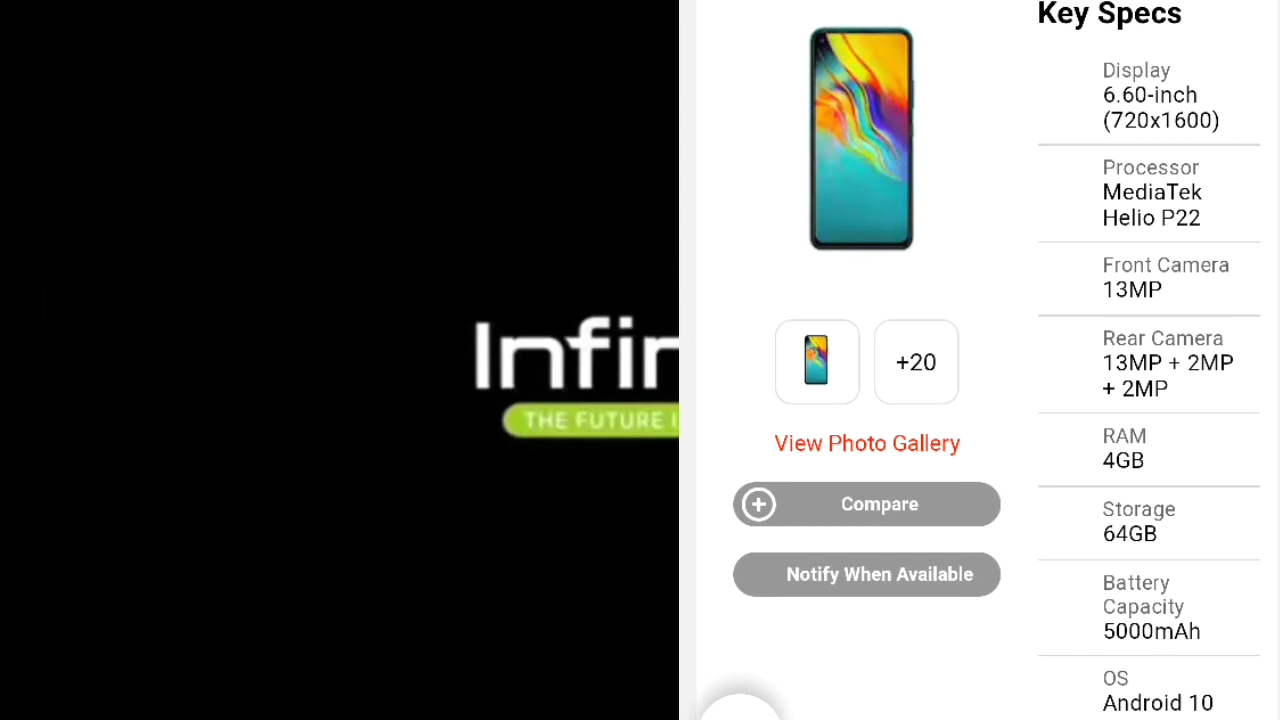 Infin
THE FUTURE I
+20
View Photo Gallery
Compare
Notify When Available
Key Specs
Display
6.60-inch
(720x1600)
Processor
MediaTek
Helio P22
Front Camera
13MP
Rear Camera
13MP + 2MP
+ 2MP
RAM
4GB
Storage
64GB
Battery
Capacity
5000mAh
OS
Android 10